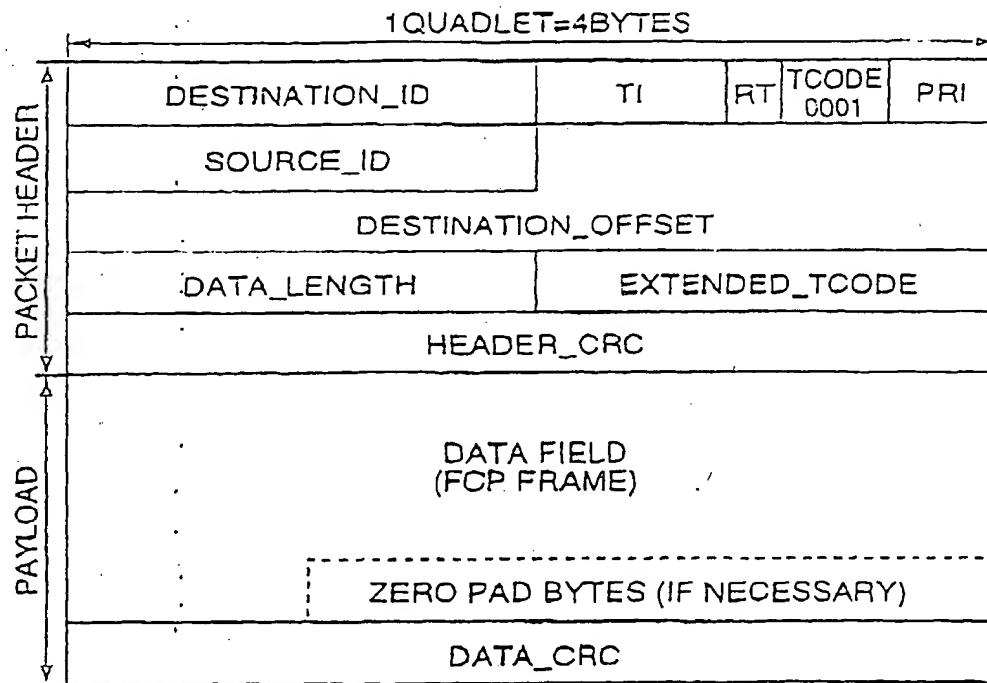 1QUADLET=4BYTES
PACKET HEADER
DESTINATION_ID TI RT TCODE 0001 PRI
SOURCE_ID
DESTINATION_OFFSET
DATA_LENGTH EXTENDED_TCODE
HEADER_CRC
PAYLOAD
DATA FIELD
(FCP FRAME)
ZERO PAD BYTES (IF NECESSARY)
DATA_CRC